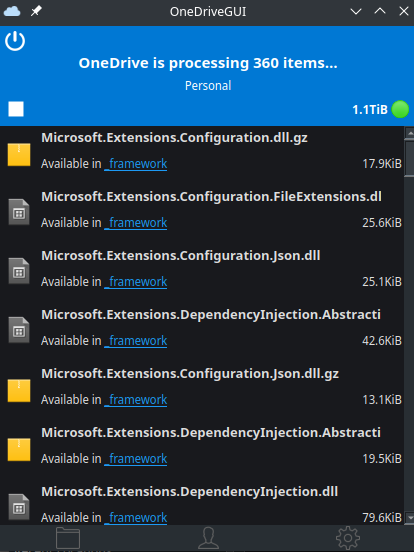 OneDriveGUI
OneDrive is processing 360 items...
Personal
1.1TiB
Microsoft.Extensions.Configuration.dll.gz
Available in _framework 17.9KiB
Microsoft.Extensions.Configuration.FileExtensions.dl
Available in _framework 25.6KiB
Microsoft.Extensions.Configuration.Json.dll
Available in _framework 25.1KiB
Microsoft.Extensions.DependencyInjection.Abstracti
Available in _framework 42.6KiB
Microsoft.Extensions.Configuration.Json.dll.gz
Available in _framework 13.1KiB
Microsoft.Extensions.DependencyInjection.Abstracti
Available in _framework 19.5KiB
Microsoft.Extensions.DependencyInjection.dll
Available in _framework 79.6KiB